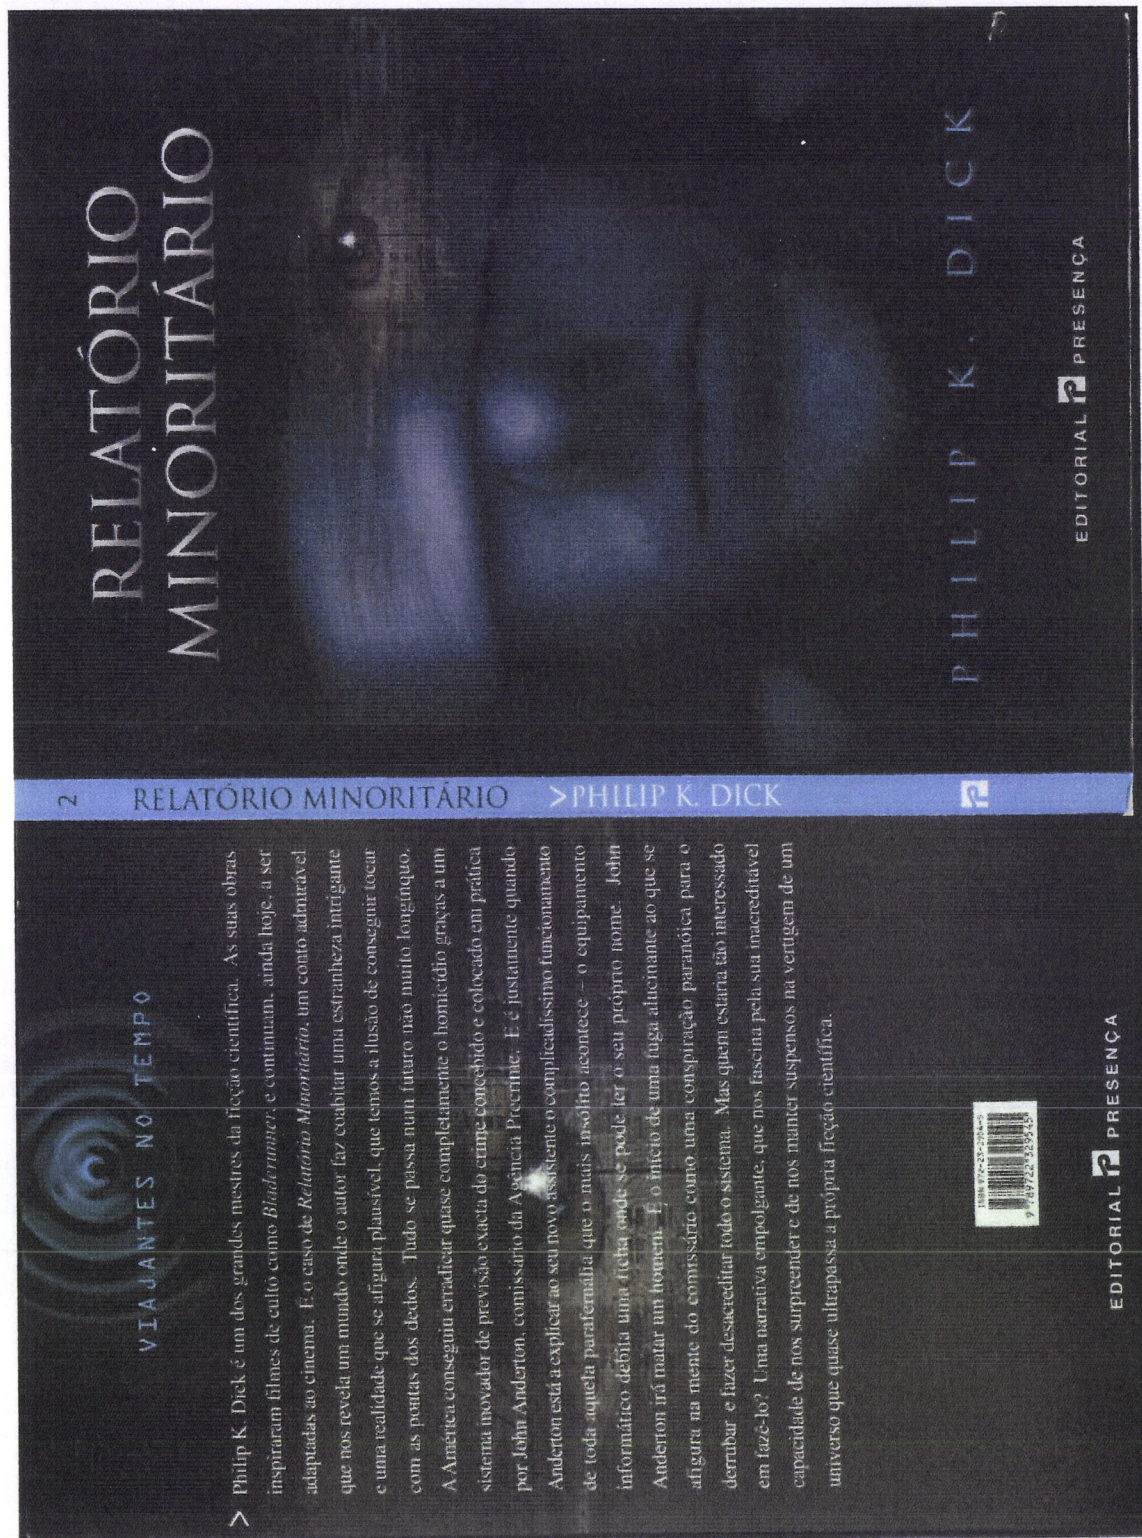 VIAJANTES NO TEMPO
> Philip K. Dick é um dos grandes mestres da ficção científica. As suas obras
inspiraram filmes de culto como Bladerunner, e continuam, ainda hoje, a ser
adaptadas ao cinema. É o caso de Relatório Minoritário, um conto admirável
que nos revela um mundo onde o autor faz coabitar uma estranheza intrigante
e uma realidade que se afigura plausível, que temos a ilusão de conseguir tocar
com as pontas dos dedos. Tudo se passa num futuro não muito longínquo.
A América conseguiu erradicar quase completamente o homicídio graças a um
sistema inovador de previsão exacta do crime concebido e colocado em prática
por John Anderton, comissário da Agência Precrime. E é justamente quando
Anderton está a explicar ao seu novo assistente o complicadíssimo funcionamento
de toda aquela parafernália que o mais insólito acontece – o equipamento
informático debita uma ficha onde se pode ler o seu próprio nome. John
Anderton irá matar um homem. É o início de uma fuga alucinante ao que se
afigura na mente do comissário como uma conspiração paranóica para o
derrubar e fazer desacreditar todo o sistema. Mas quem estaria tão interessado
em fazê-lo? Uma narrativa empolgante, que nos fascina pela sua inacreditável
capacidade de nos surpreender e de nos manter suspensos na vertigem de um
universo que quase ultrapassa a própria ficção científica.
ISBN 972-23-2954-5
9 789722 329545
EDITORIAL P PRESENÇA
2 RELATÓRIO MINORITÁRIO >PHILIP K. DICK P
RELATÓRIO
MINORITÁRIO
PHILIP K. DICK
EDITORIAL P PRESENÇA